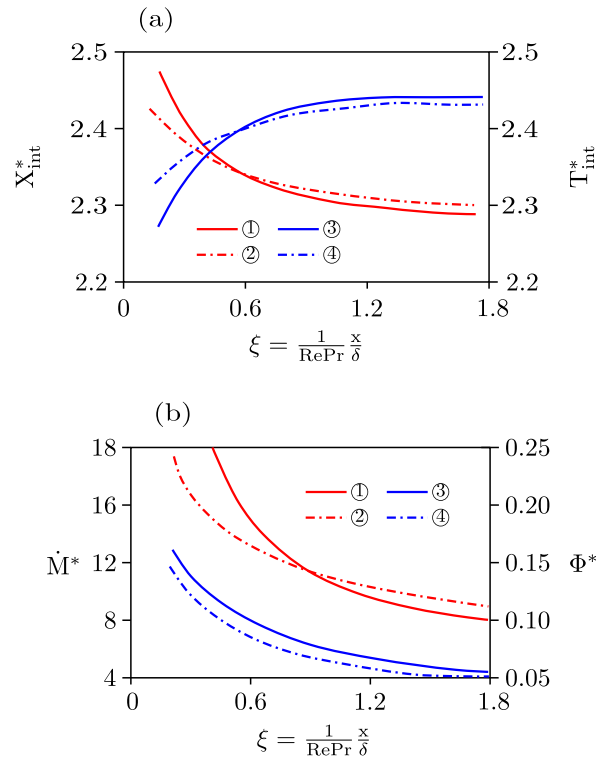 (a)
2.5 2.5
2.4 2.4
X*int T*int
2.3 2.3
① ③
② ④
2.2 2.2
0 0.6 1.2 1.8
ξ = 1/RePr x/δ
(b)
18 0.25
① ③
16 0.20
② ④
Ṁ* 12 0.15 Φ*
8 0.10
4 0.05
0 0.6 1.2 1.8
ξ = 1/RePr x/δ